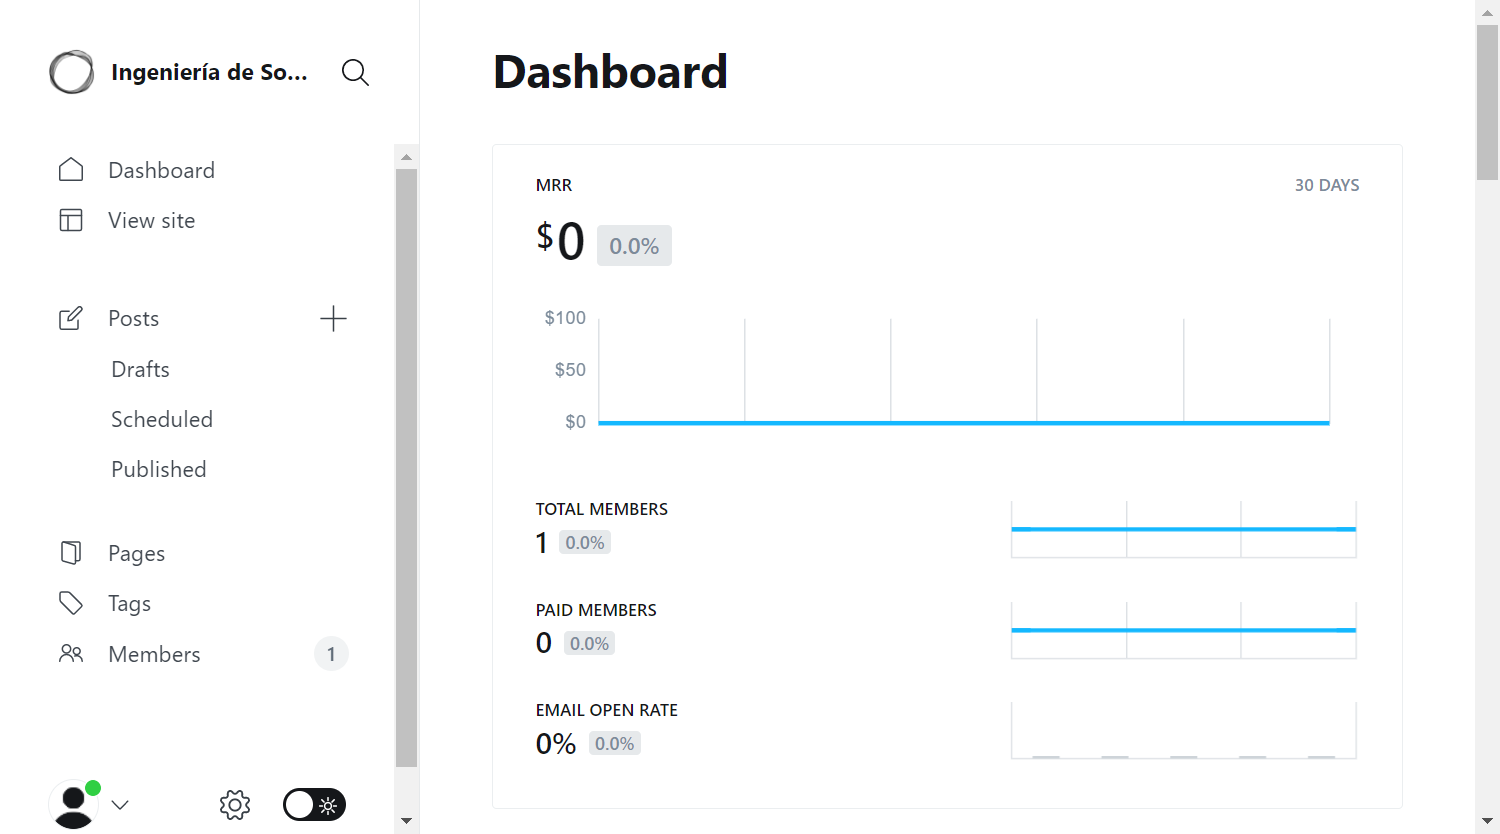 Ingeniería de So...
Dashboard
View site
Posts
Drafts
Scheduled
Published
Pages
Tags
Members 1
Dashboard
MRR 30 DAYS
$0 0.0%
$100
$50
$0
TOTAL MEMBERS
1 0.0%
PAID MEMBERS
0 0.0%
EMAIL OPEN RATE
0% 0.0%